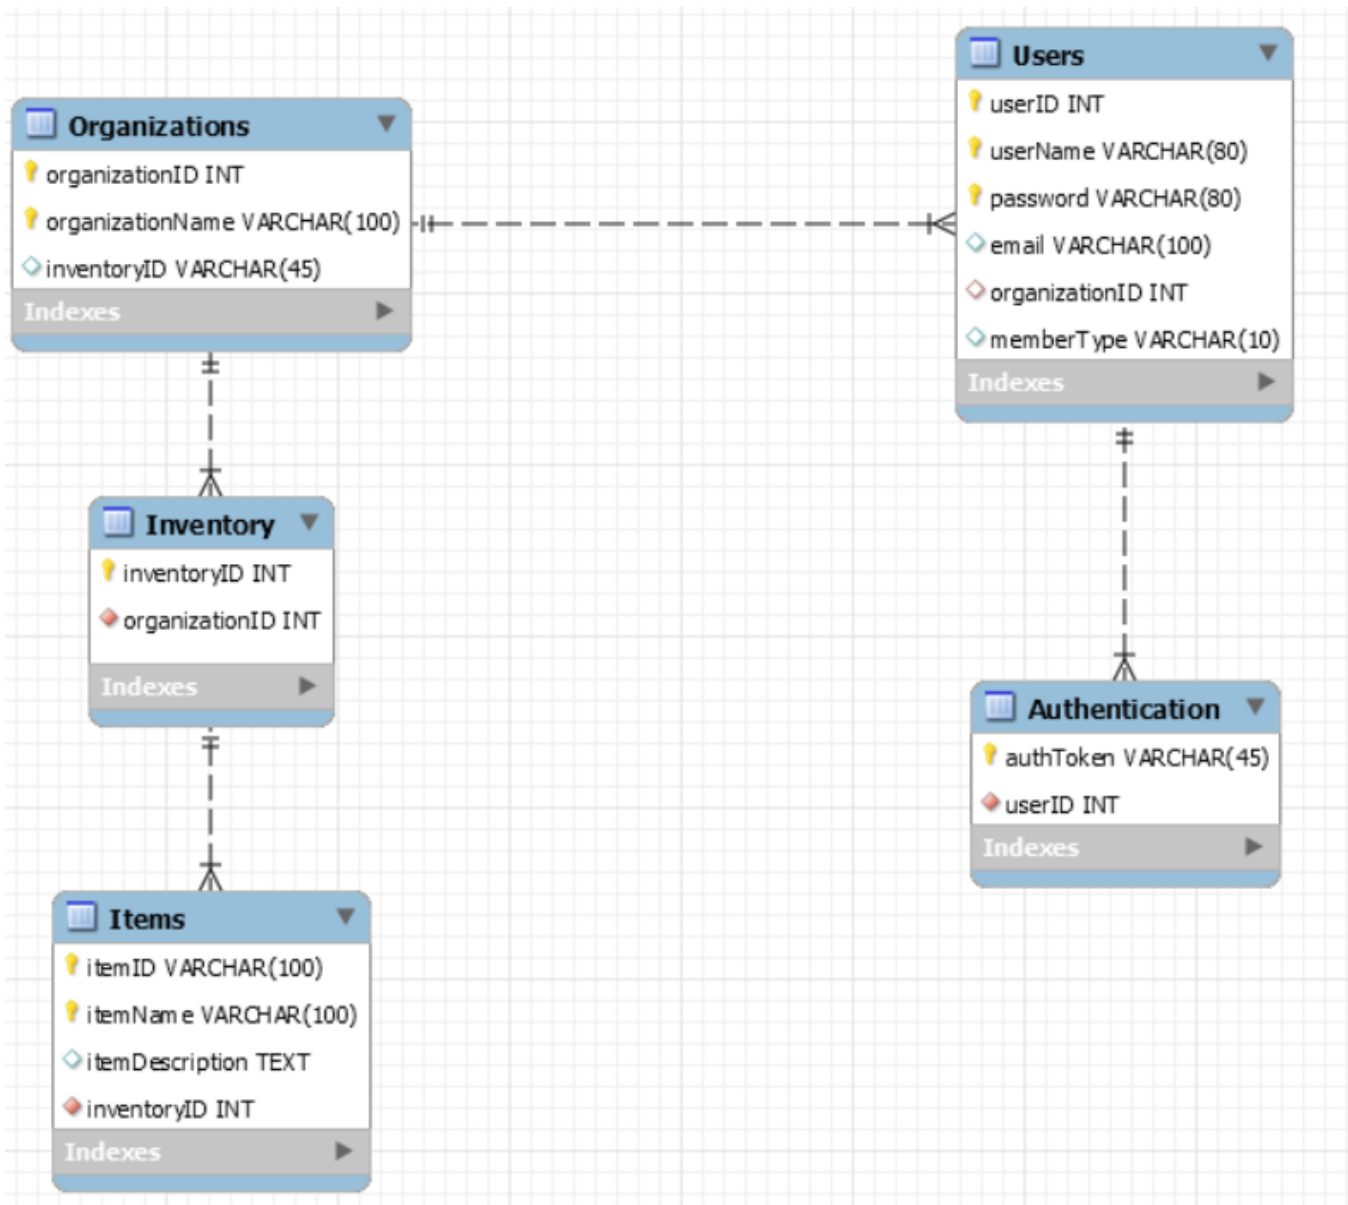 Organizations
organizationID INT
organizationName VARCHAR(100)
inventoryID VARCHAR(45)
Indexes
Users
userID INT
userName VARCHAR(80)
password VARCHAR(80)
email VARCHAR(100)
organizationID INT
memberType VARCHAR(10)
Indexes
Inventory
inventoryID INT
organizationID INT
Indexes
Authentication
authToken VARCHAR(45)
userID INT
Indexes
Items
itemID VARCHAR(100)
itemName VARCHAR(100)
itemDescription TEXT
inventoryID INT
Indexes